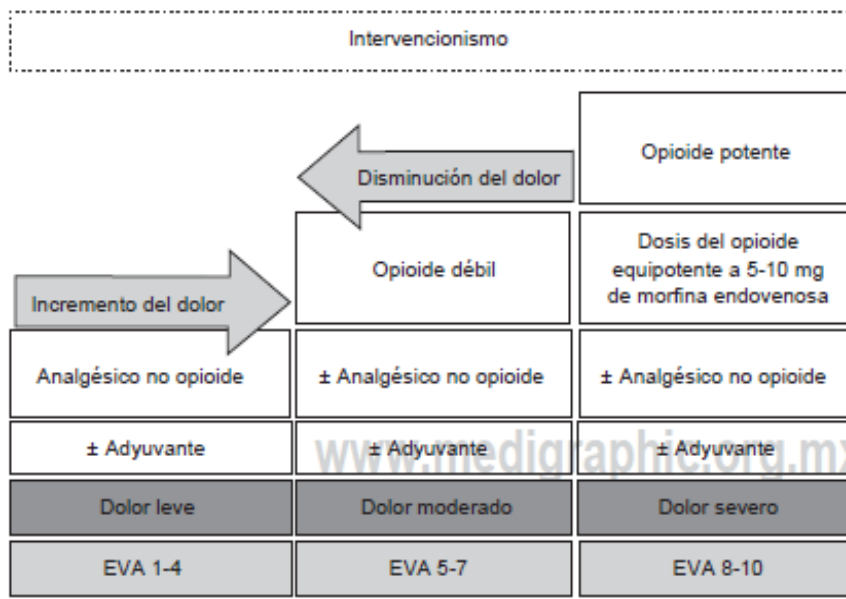 Intervencionismo
Opioide potente
Disminución del dolor
Opioide débil
Dosis del opioide
equipotente a 5-10 mg
de morfina endovenosa
Incremento del dolor
Analgésico no opioide
± Analgésico no opioide
± Analgésico no opioide
± Adyuvante
± Adyuvante
± Adyuvante
www.medigraphic.org.mx
Dolor leve
Dolor moderado
Dolor severo
EVA 1-4
EVA 5-7
EVA 8-10